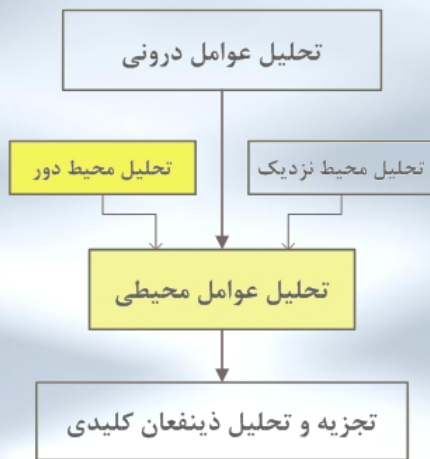 تحلیل عوامل درونی
تحلیل محیط نزدیک
تحلیل محیط دور
تحلیل عوامل محیطی
تجزیه و تحلیل ذینفعان کلیدی